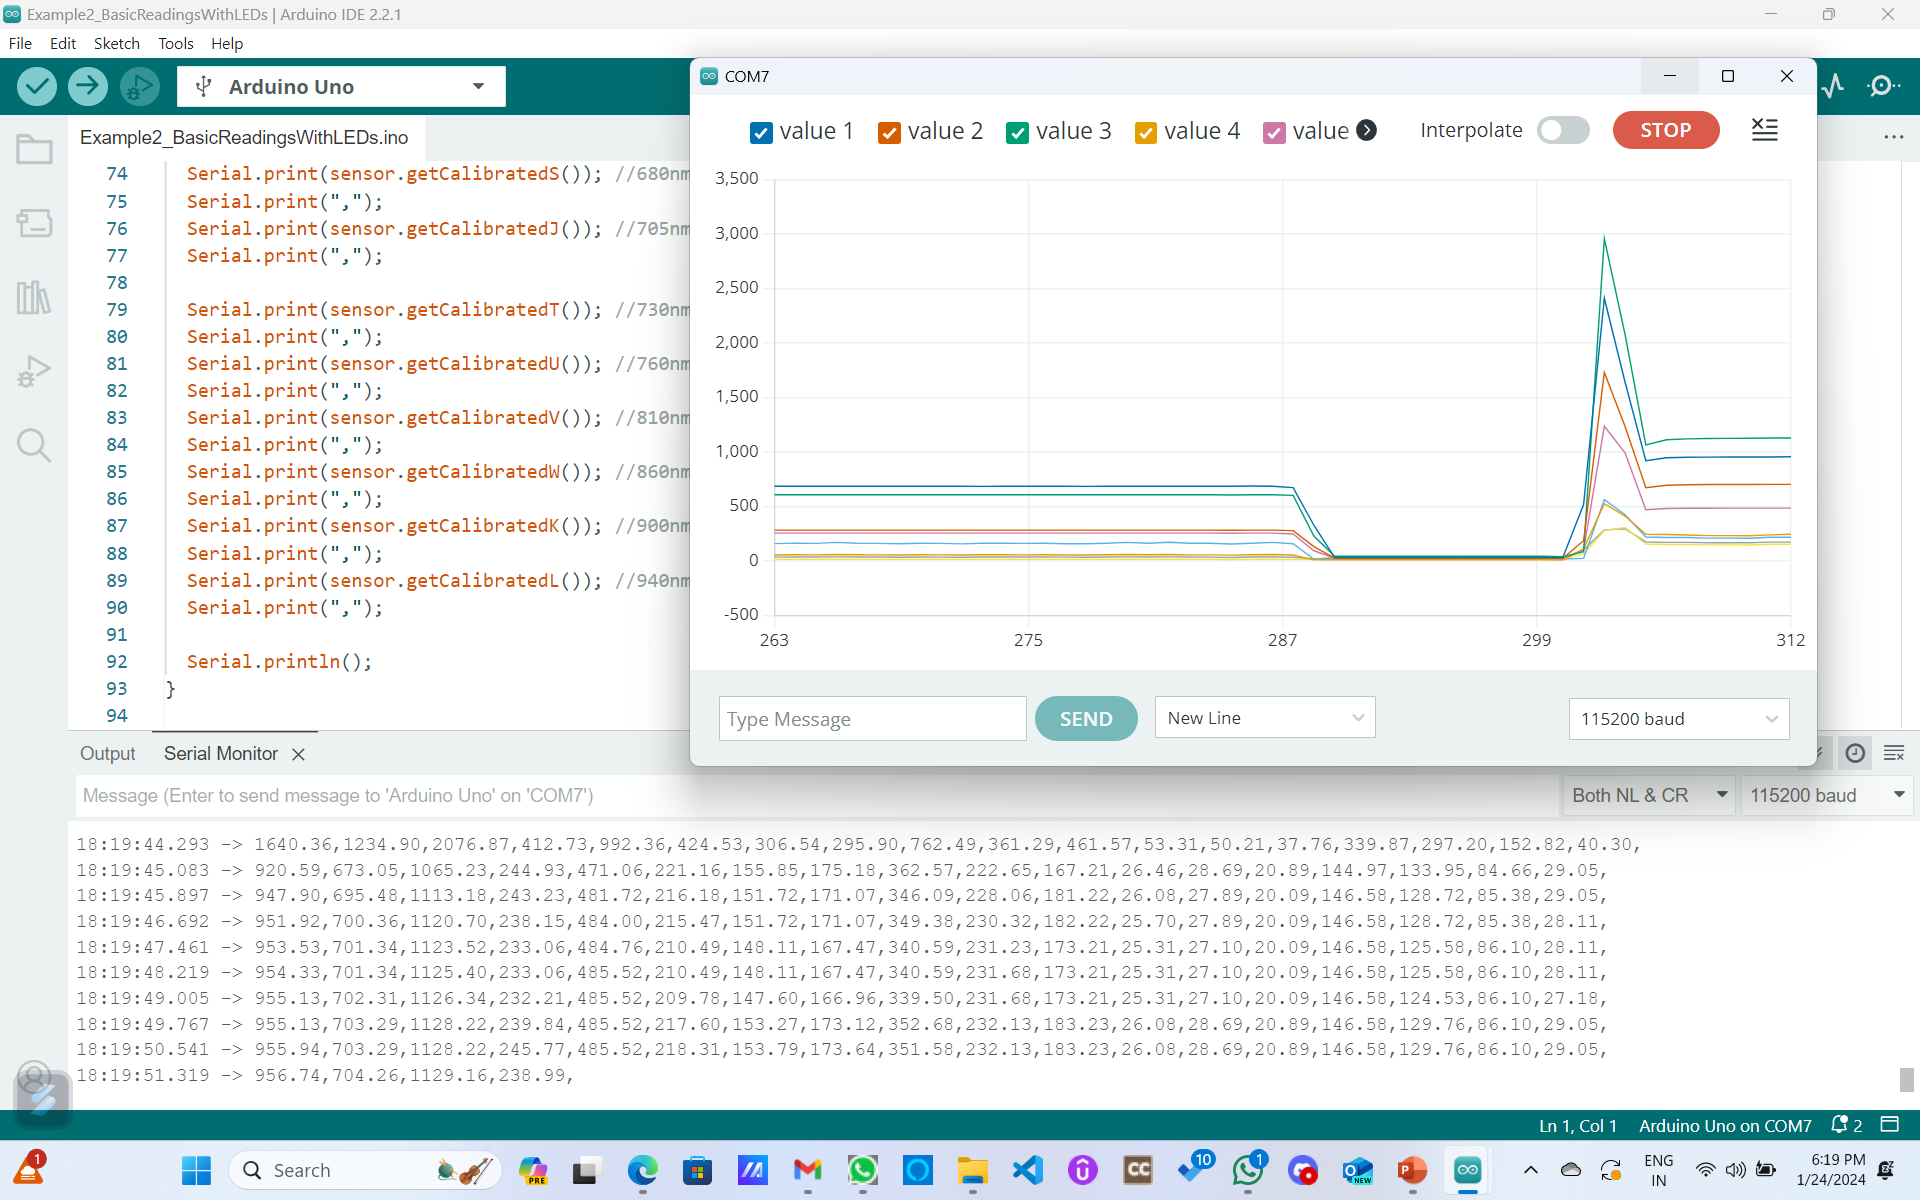 Example2_BasicReadingsWithLEDs | Arduino IDE 2.2.1
File Edit Sketch Tools Help
Arduino Uno
Example2_BasicReadingsWithLEDs.ino
74 Serial.print(sensor.getCalibratedS()); //680nm
75 Serial.print(",");
76 Serial.print(sensor.getCalibratedJ()); //705nm
77 Serial.print(",");
78
79 Serial.print(sensor.getCalibratedT()); //730nm
80 Serial.print(",");
81 Serial.print(sensor.getCalibratedU()); //760nm
82 Serial.print(",");
83 Serial.print(sensor.getCalibratedV()); //810nm
84 Serial.print(",");
85 Serial.print(sensor.getCalibratedW()); //860nm
86 Serial.print(",");
87 Serial.print(sensor.getCalibratedK()); //900nm
88 Serial.print(",");
89 Serial.print(sensor.getCalibratedL()); //940nm
90 Serial.print(",");
91
92 Serial.println();
93 }
94
COM7
value 1 value 2 value 3 value 4 value Interpolate STOP
3,500
3,000
2,500
2,000
1,500
1,000
500
0
-500
263 275 287 299 312
Type Message SEND New Line 115200 baud
Output Serial Monitor
Message (Enter to send message to 'Arduino Uno' on 'COM7') Both NL & CR 115200 baud
18:19:44.293 -> 1640.36,1234.90,2076.87,412.73,992.36,424.53,306.54,295.90,762.49,361.29,461.57,53.31,50.21,37.76,339.87,297.20,152.82,40.30,
18:19:45.083 -> 920.59,673.05,1065.23,244.93,471.06,221.16,155.85,175.18,362.57,222.65,167.21,26.46,28.69,20.89,144.97,133.95,84.66,29.05,
18:19:45.897 -> 947.90,695.48,1113.18,243.23,481.72,216.18,151.72,171.07,346.09,228.06,181.22,26.08,27.89,20.09,146.58,128.72,85.38,29.05,
18:19:46.692 -> 951.92,700.36,1120.70,238.15,484.00,215.47,151.72,171.07,349.38,230.32,182.22,25.70,27.89,20.09,146.58,128.72,85.38,28.11,
18:19:47.461 -> 953.53,701.34,1123.52,233.06,484.76,210.49,148.11,167.47,340.59,231.23,173.21,25.31,27.10,20.09,146.58,125.58,86.10,28.11,
18:19:48.219 -> 954.33,701.34,1125.40,233.06,485.52,210.49,148.11,167.47,340.59,231.68,173.21,25.31,27.10,20.09,146.58,125.58,86.10,28.11,
18:19:49.005 -> 955.13,702.31,1126.34,232.21,485.52,209.78,147.60,166.96,339.50,231.68,173.21,25.31,27.10,20.09,146.58,124.53,86.10,27.18,
18:19:49.767 -> 955.13,703.29,1128.22,239.84,485.52,217.60,153.27,173.12,352.68,232.13,183.23,26.08,28.69,20.89,146.58,129.76,86.10,29.05,
18:19:50.541 -> 955.94,703.29,1128.22,245.77,485.52,218.31,153.79,173.64,351.58,232.13,183.23,26.08,28.69,20.89,146.58,129.76,86.10,29.05,
18:19:51.319 -> 956.74,704.26,1129.16,238.99,
Ln 1, Col 1 Arduino Uno on COM7 2
1 Search PRE CC 10 1 NEW P ENG IN 6:19 PM
1/24/2024